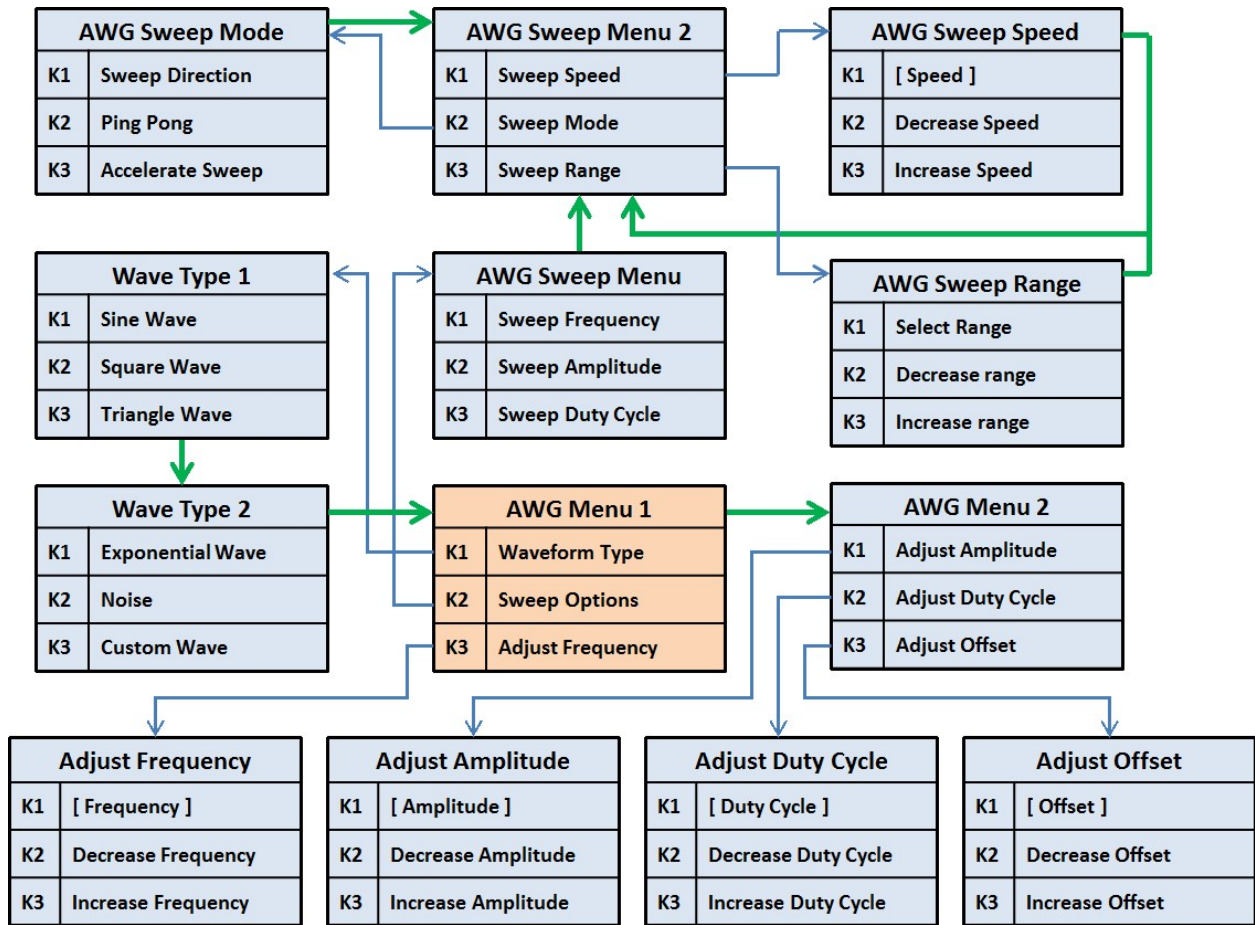 AWG Sweep Mode
K1 Sweep Direction
K2 Ping Pong
K3 Accelerate Sweep
AWG Sweep Menu 2
K1 Sweep Speed
K2 Sweep Mode
K3 Sweep Range
AWG Sweep Speed
K1 [ Speed ]
K2 Decrease Speed
K3 Increase Speed
Wave Type 1
K1 Sine Wave
K2 Square Wave
K3 Triangle Wave
AWG Sweep Menu
K1 Sweep Frequency
K2 Sweep Amplitude
K3 Sweep Duty Cycle
AWG Sweep Range
K1 Select Range
K2 Decrease range
K3 Increase range
Wave Type 2
K1 Exponential Wave
K2 Noise
K3 Custom Wave
AWG Menu 1
K1 Waveform Type
K2 Sweep Options
K3 Adjust Frequency
AWG Menu 2
K1 Adjust Amplitude
K2 Adjust Duty Cycle
K3 Adjust Offset
Adjust Frequency
K1 [ Frequency ]
K2 Decrease Frequency
K3 Increase Frequency
Adjust Amplitude
K1 [ Amplitude ]
K2 Decrease Amplitude
K3 Increase Amplitude
Adjust Duty Cycle
K1 [ Duty Cycle ]
K2 Decrease Duty Cycle
K3 Increase Duty Cycle
Adjust Offset
K1 [ Offset ]
K2 Decrease Offset
K3 Increase Offset